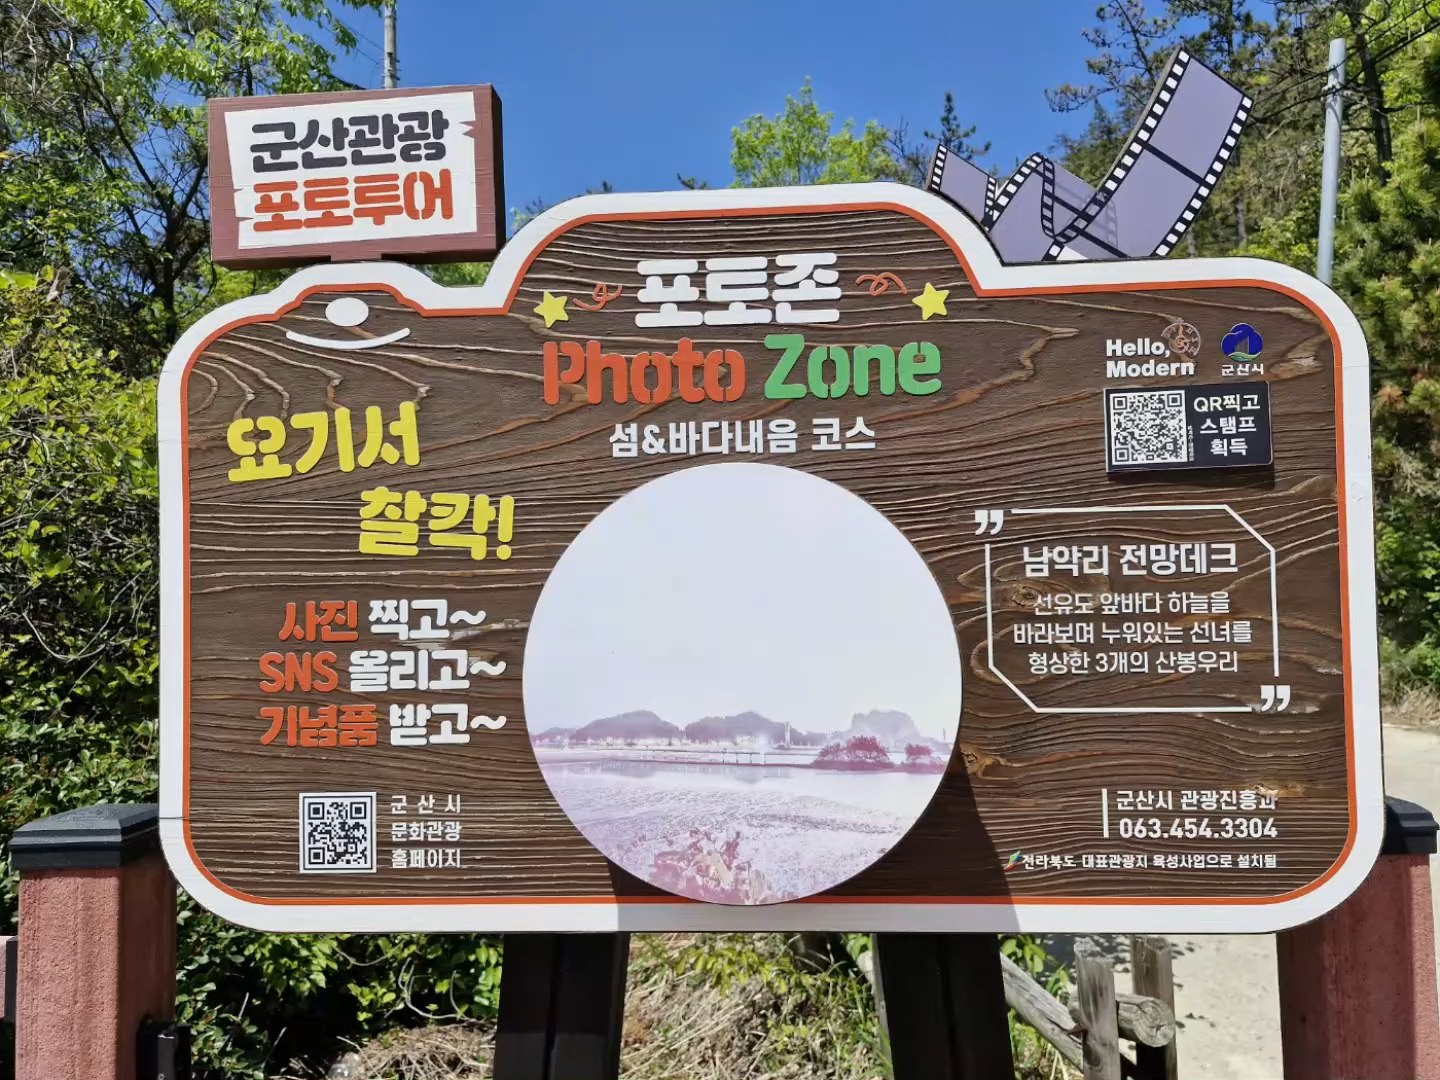 군산관광
포토투어
포토존
Photo Zone
섬&바다내음 코스
요기서
찰칵!
사진 찍고~
SNS 올리고~
기념품 받고~
군산시
문화관광
홈페이지
Hello,
Modern
군산시
QR찍고
스탬프
획득
"
남악리 전망데크
선유도 앞바다 하늘을
바라보며 누워있는 선녀를
형상한 3개의 산봉우리
"
군산시 관광진흥과
063.454.3304
전라북도 대표관광지 육성사업으로 설치됨